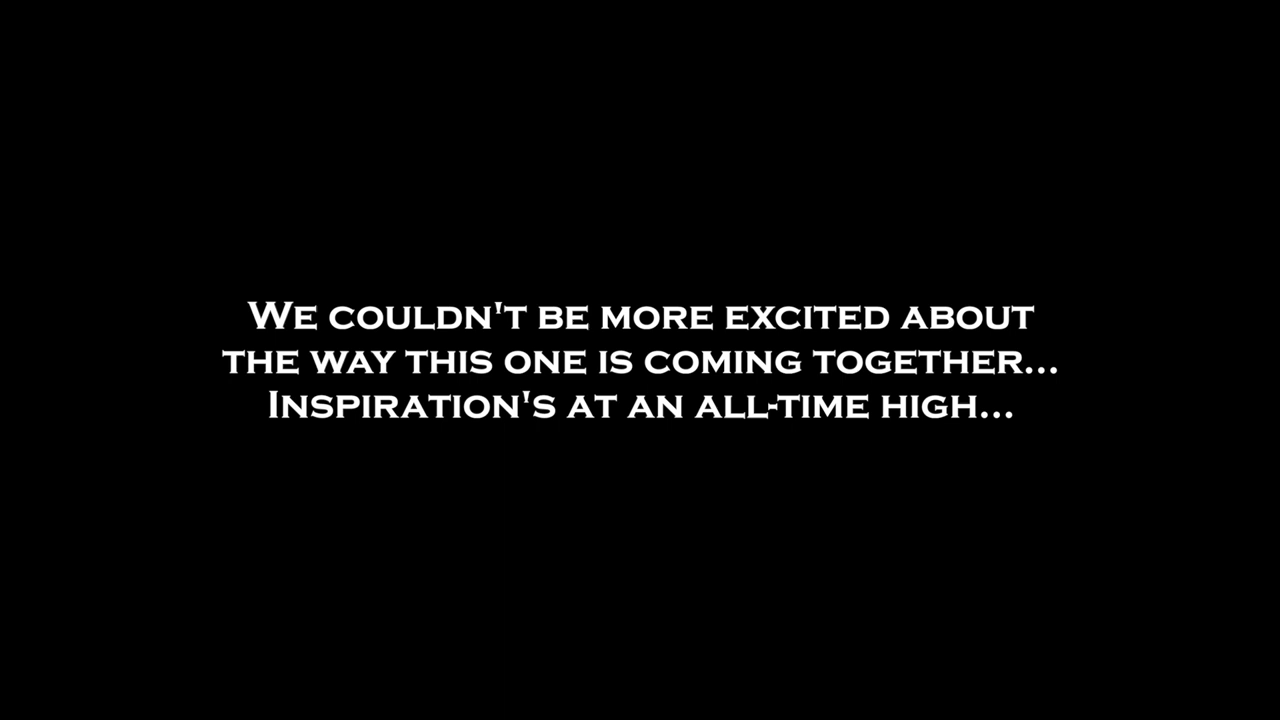 We couldn't be more excited about
the way this one is coming together...
Inspiration's at an all-time high...